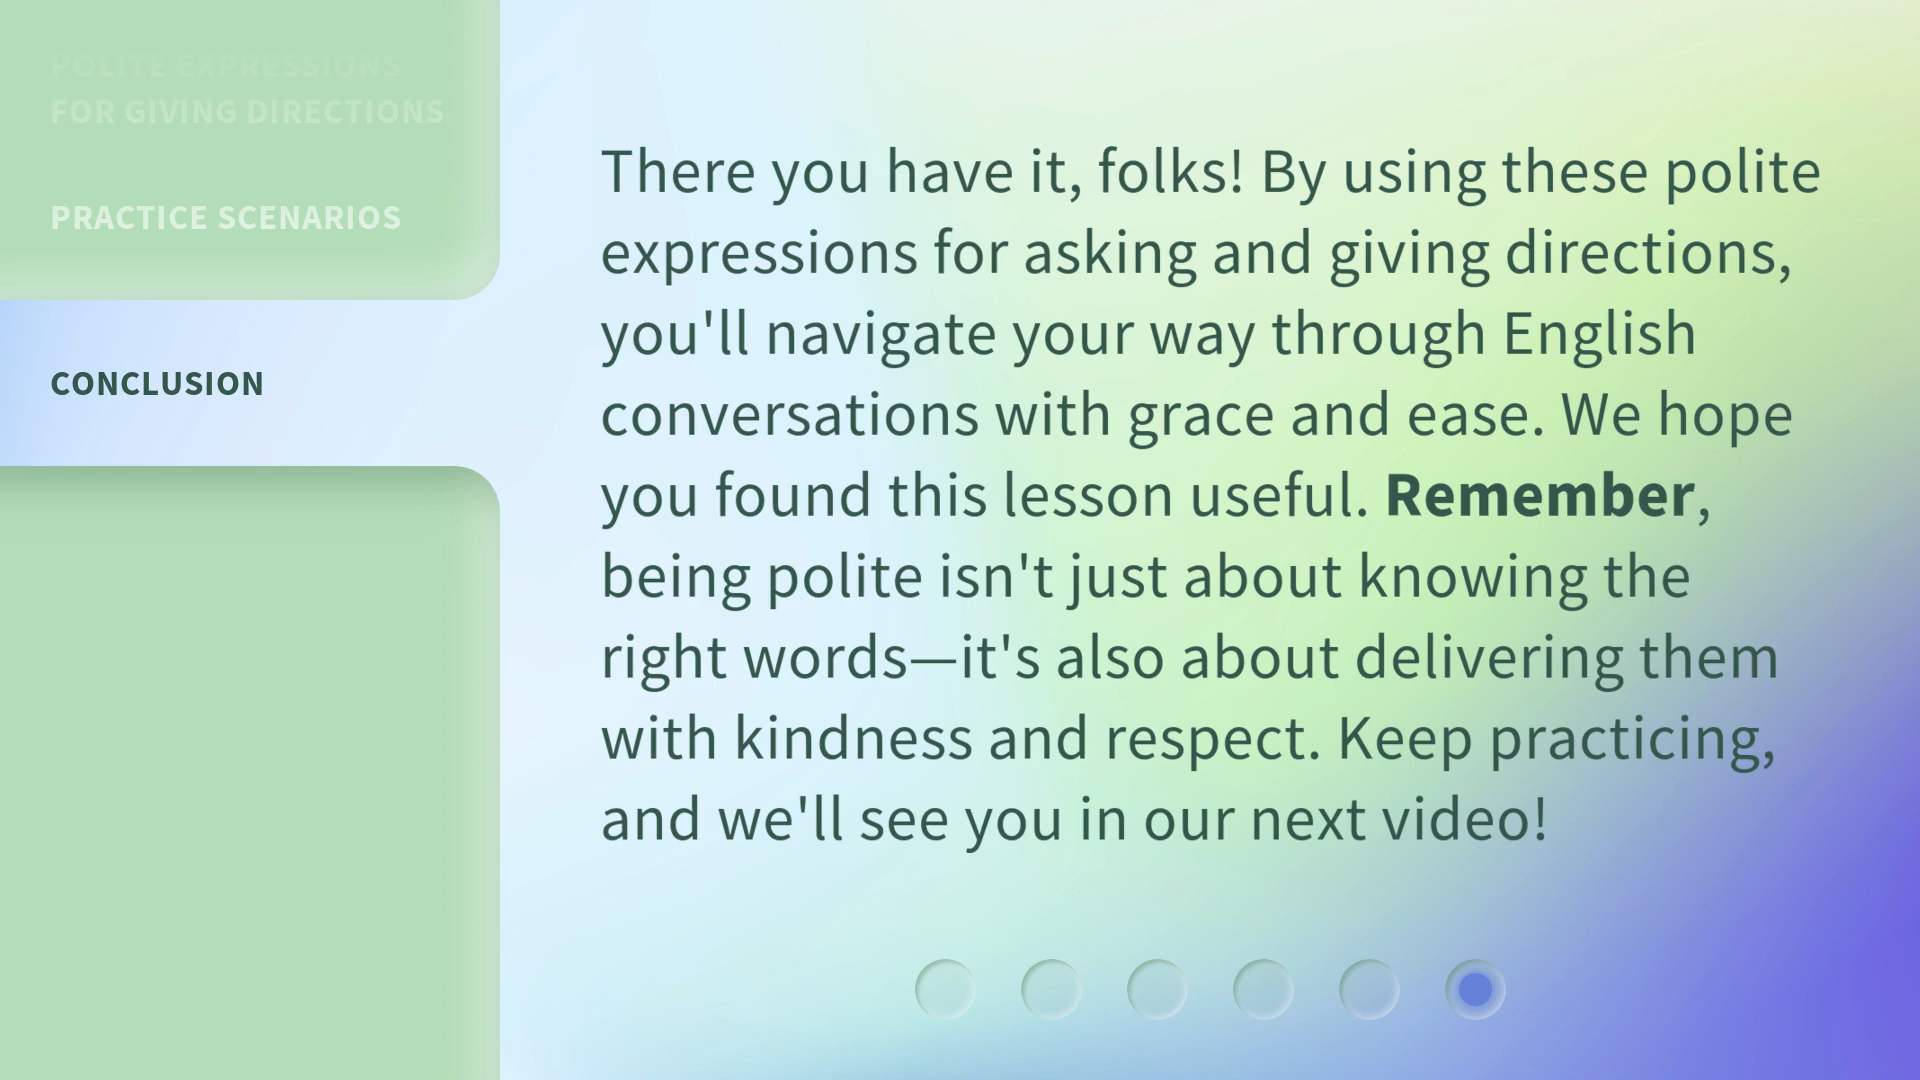 POLITE EXPRESSIONS
FOR GIVING DIRECTIONS
PRACTICE SCENARIOS
CONCLUSION
There you have it, folks! By using these polite
expressions for asking and giving directions,
you'll navigate your way through English
conversations with grace and ease. We hope
you found this lesson useful. Remember,
being polite isn't just about knowing the
right words—it's also about delivering them
with kindness and respect. Keep practicing,
and we'll see you in our next video!